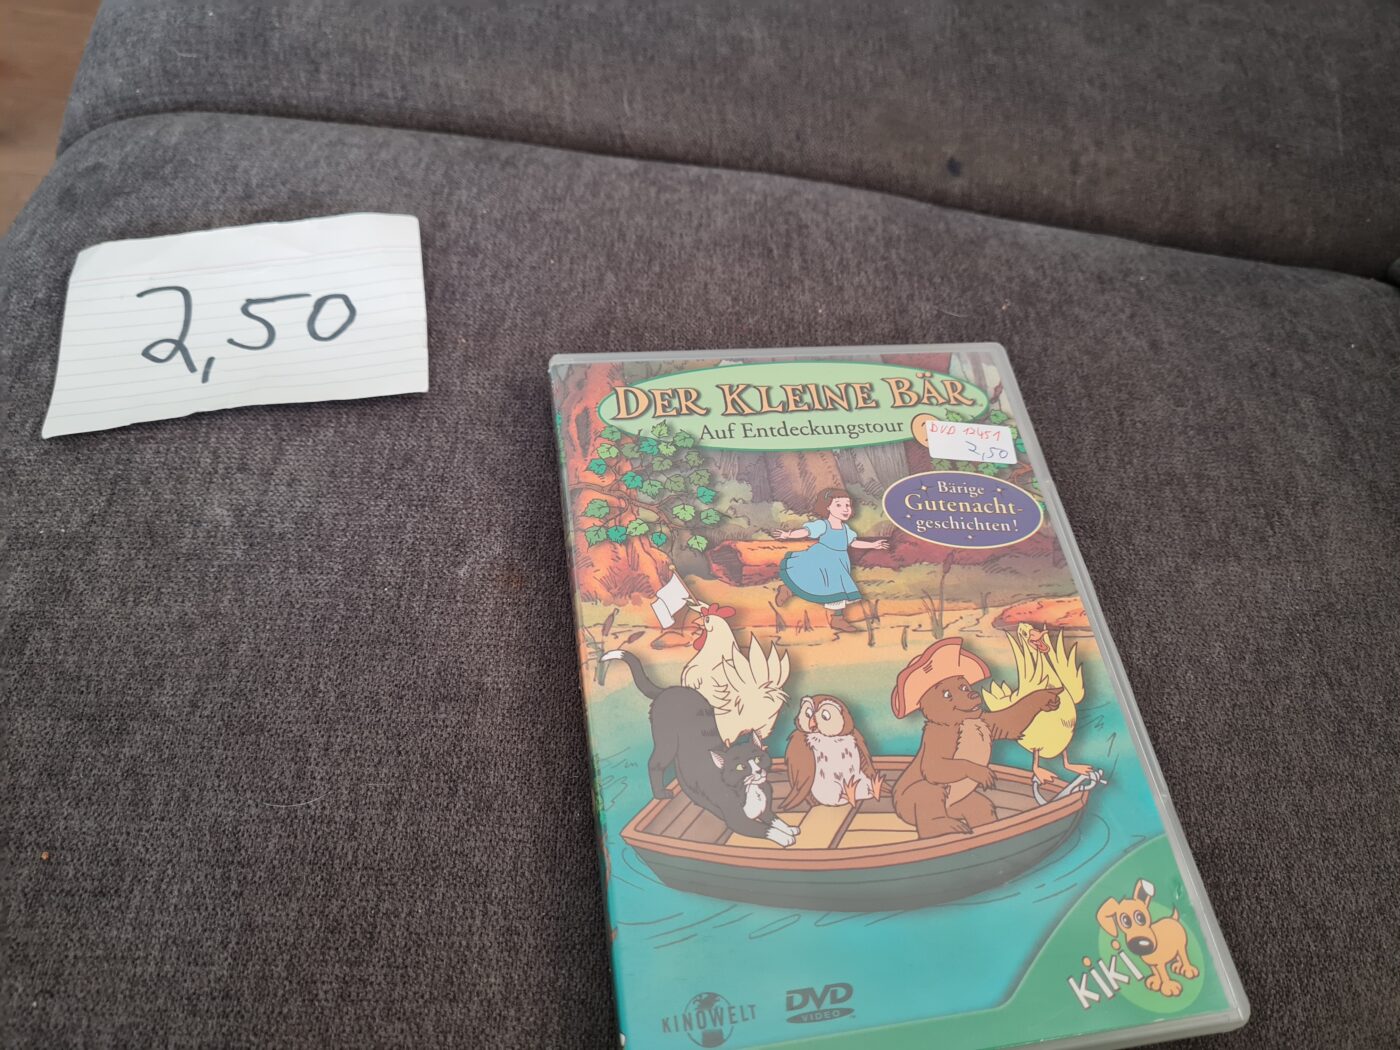 2,50
DER KLEINE BÄR
Auf Entdeckungstour
DVD 12451
2,50
Bärige
Gutenacht-
geschichten!
kiki
KINOWELT
DVD
VIDEO